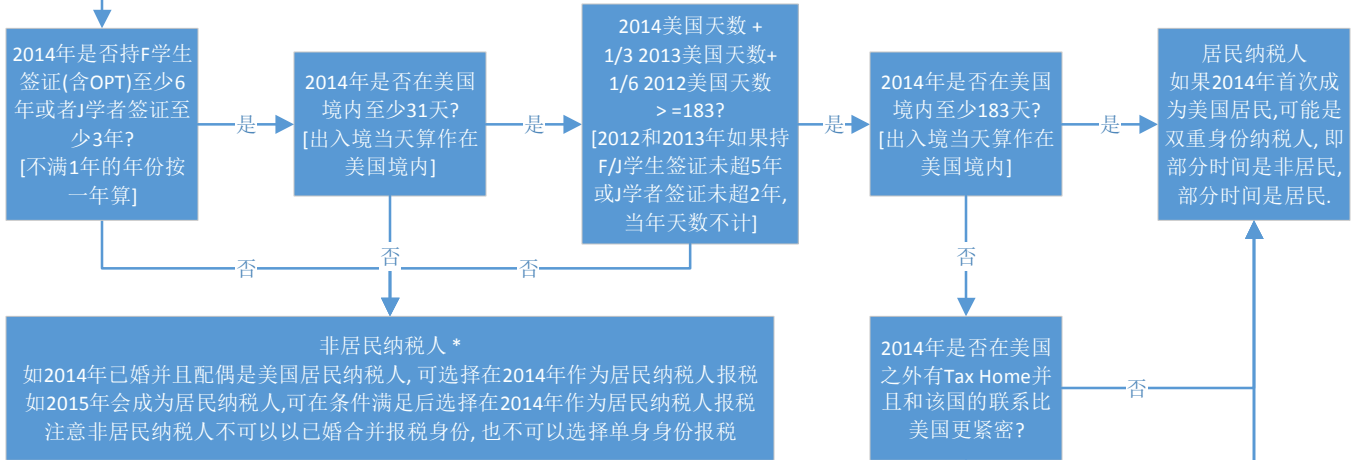 2014年是否持F学生
签证(含OPT)至少6
年或者J学者签证至
少3年?
[不满1年的年份按
一年算]
是
2014年是否在美国
境内至少31天?
[出入境当天算作在
美国境内]
是
2014美国天数 +
1/3 2013美国天数+
1/6 2012美国天数
> =183?
[2012和2013年如果持
F/J学生签证未超5年
或J学者签证未超2年,
当年天数不计]
是
2014年是否在美国
境内至少183天?
[出入境当天算作在
美国境内]
是
居民纳税人
如果2014年首次成
为美国居民,可能是
双重身份纳税人, 即
部分时间是非居民,
部分时间是居民.
否
否
否
否
非居民纳税人 *
如2014年已婚并且配偶是美国居民纳税人, 可选择在2014年作为居民纳税人报税
如2015年会成为居民纳税人,可在条件满足后选择在2014年作为居民纳税人报税
注意非居民纳税人不可以以已婚合并报税身份, 也不可以选择单身身份报税
2014年是否在美国
之外有Tax Home并
且和该国的联系比
美国更紧密?
否